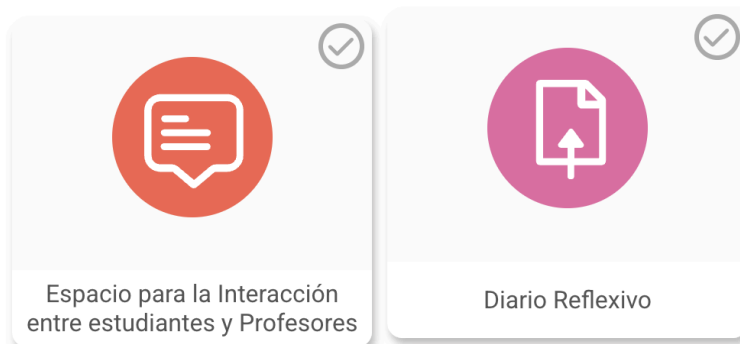 Espacio para la Interacción
entre estudiantes y Profesores
Diario Reflexivo